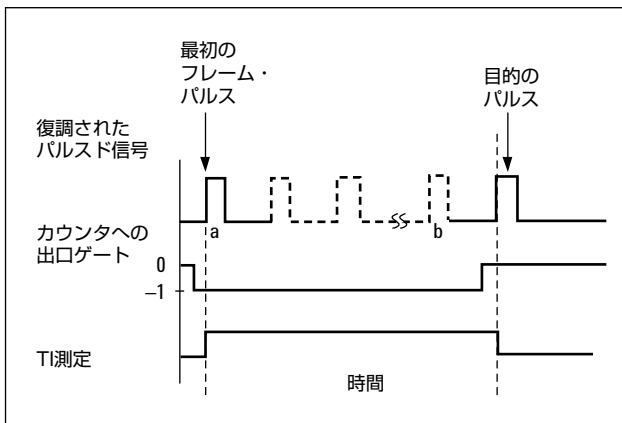 最初の
フレーム・
パルス
目的の
パルス
復調された
パルスド信号
a
b
カウンタへの
出口ゲート
0
−1
TI測定
時間